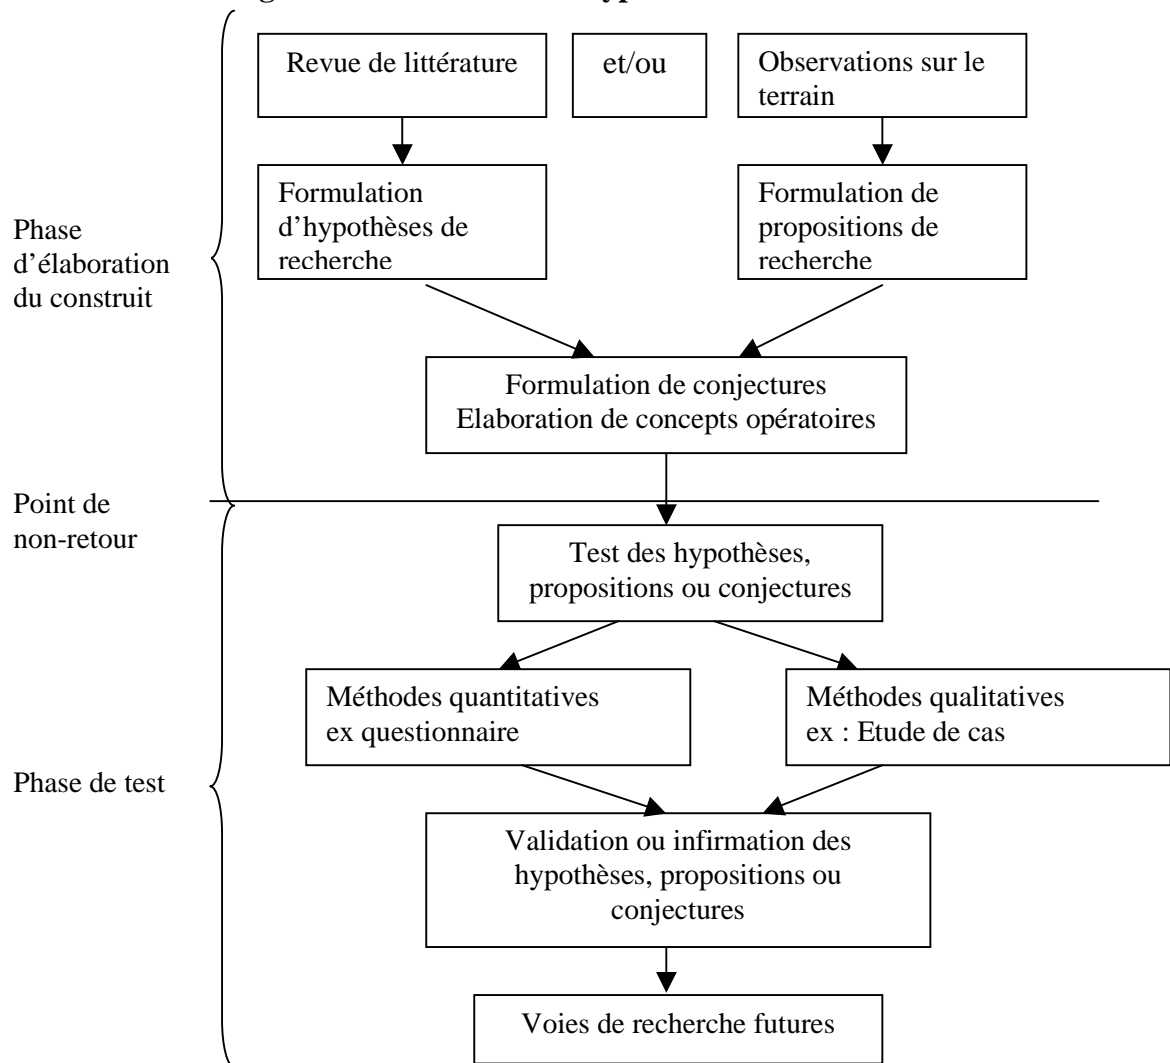 Revue de littérature
et/ou
Observations sur le
terrain
Formulation
d’hypothèses de
recherche
Formulation de
propositions de
recherche
Phase
d’élaboration
du construit
Formulation de conjectures
Elaboration de concepts opératoires
Point de
non-retour
Test des hypothèses,
propositions ou conjectures
Méthodes quantitatives
ex questionnaire
Méthodes qualitatives
ex : Etude de cas
Phase de test
Validation ou infirmation des
hypothèses, propositions ou
conjectures
Voies de recherche futures